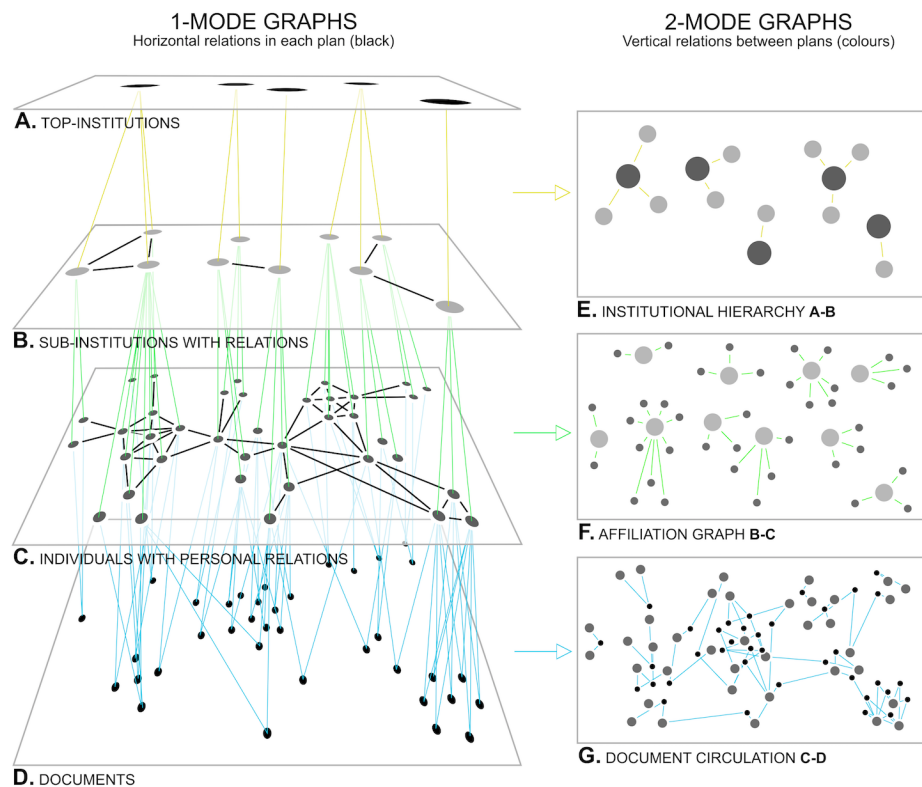 1-MODE GRAPHS
Horizontal relations in each plan (black)
A. TOP-INSTITUTIONS
B. SUB-INSTITUTIONS WITH RELATIONS
C. INDIVIDUALS WITH PERSONAL RELATIONS
D. DOCUMENTS
2-MODE GRAPHS
Vertical relations between plans (colours)
E. INSTITUTIONAL HIERARCHY A-B
F. AFFILIATION GRAPH B-C
G. DOCUMENT CIRCULATION C-D